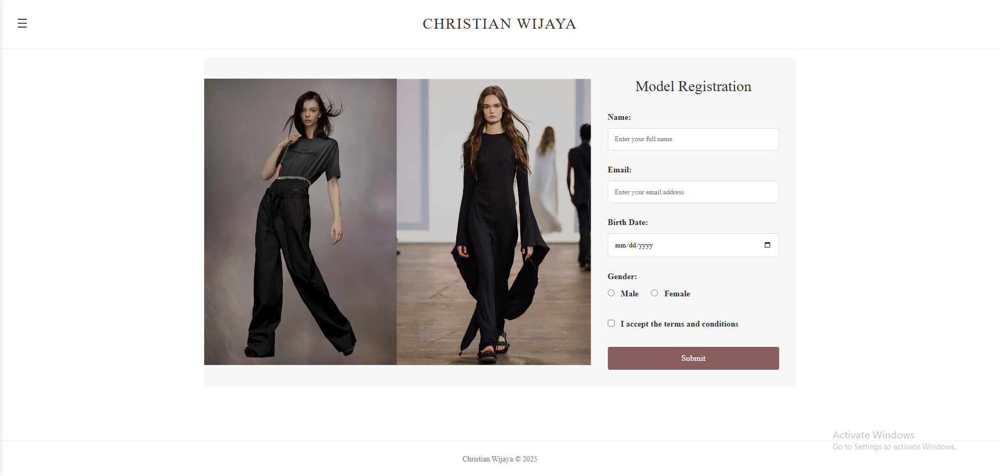 ☰
CHRISTIAN WIJAYA
Model Registration
Name:
Enter your full name
Email:
Enter your email address
Birth Date:
mm/dd/yyyy
Gender:
Male Female
I accept the terms and conditions
Submit
Activate Windows
Go to Settings to activate Windows.
Christian Wijaya © 2025